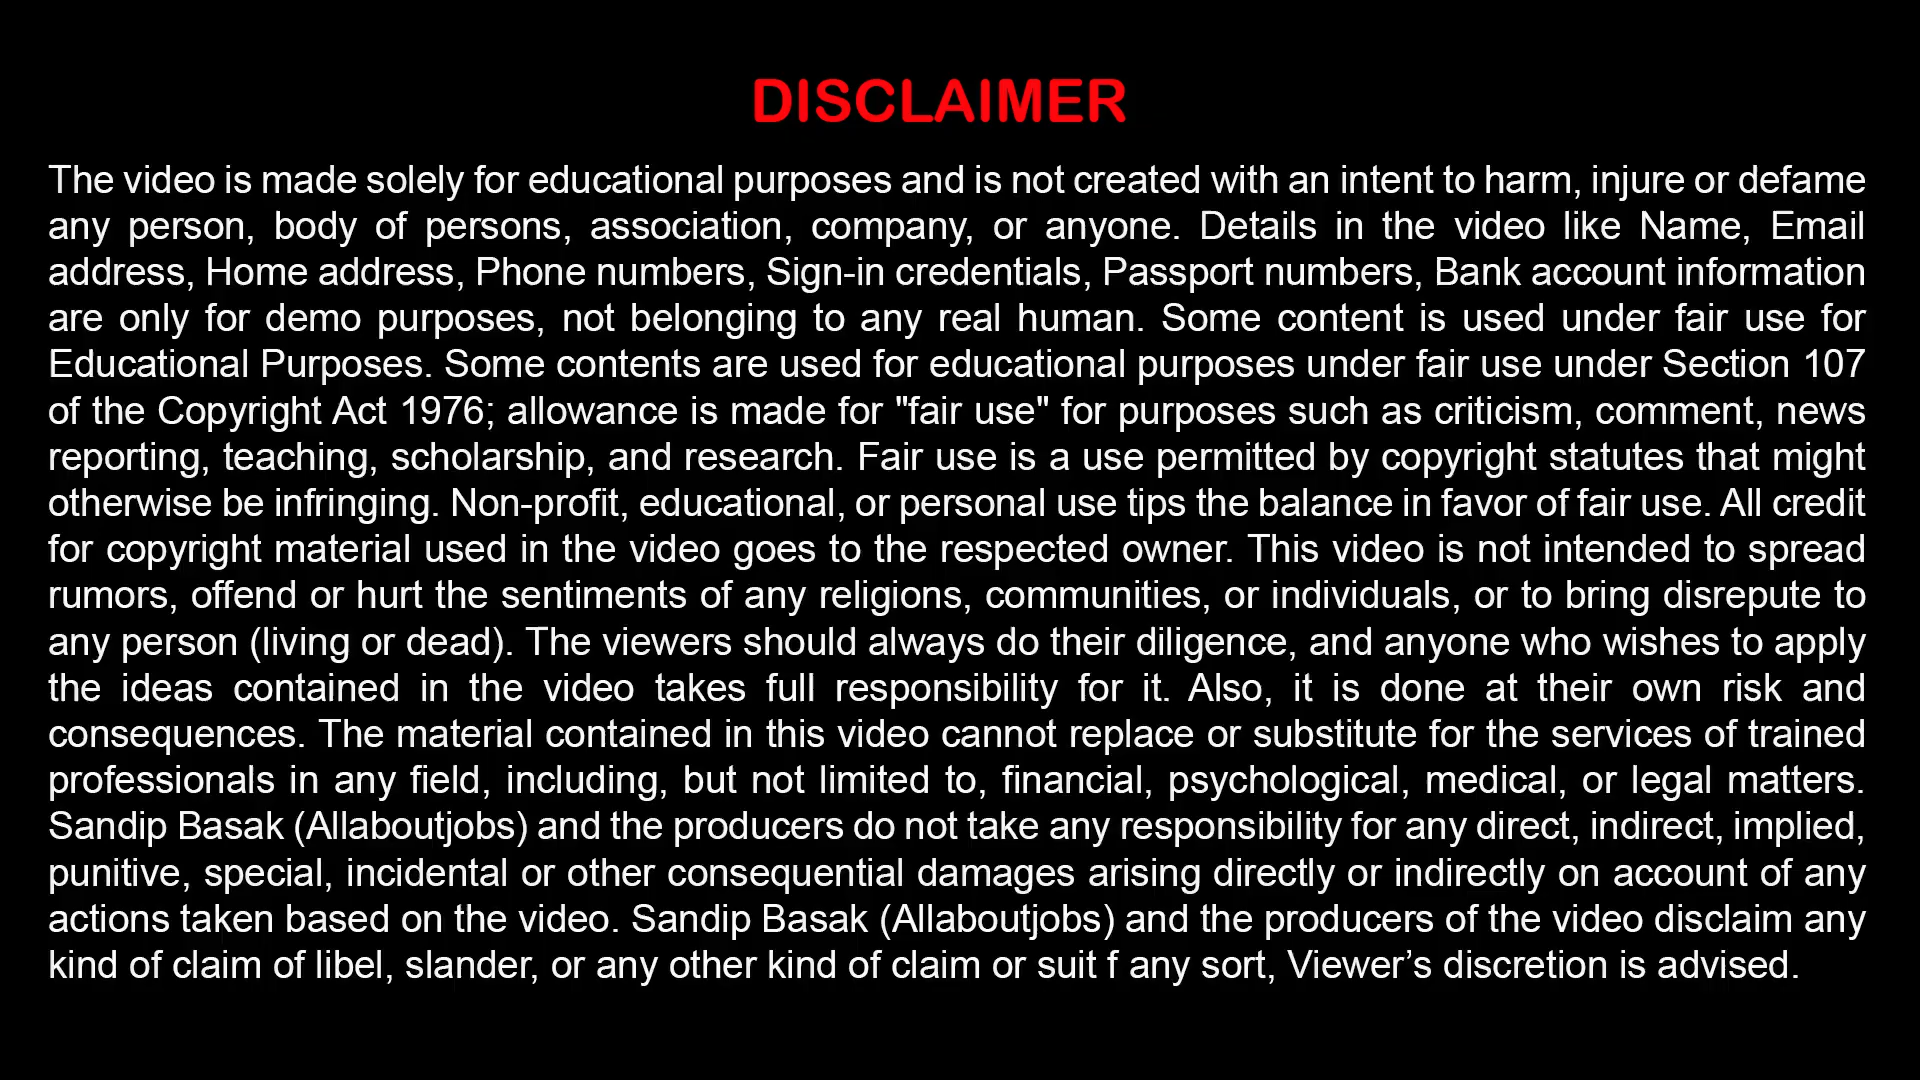 DISCLAIMER
The video is made solely for educational purposes and is not created with an intent to harm, injure or defame
any person, body of persons, association, company, or anyone. Details in the video like Name, Email
address, Home address, Phone numbers, Sign-in credentials, Passport numbers, Bank account information
are only for demo purposes, not belonging to any real human. Some content is used under fair use for
Educational Purposes. Some contents are used for educational purposes under fair use under Section 107
of the Copyright Act 1976; allowance is made for "fair use" for purposes such as criticism, comment, news
reporting, teaching, scholarship, and research. Fair use is a use permitted by copyright statutes that might
otherwise be infringing. Non-profit, educational, or personal use tips the balance in favor of fair use. All credit
for copyright material used in the video goes to the respected owner. This video is not intended to spread
rumors, offend or hurt the sentiments of any religions, communities, or individuals, or to bring disrepute to
any person (living or dead). The viewers should always do their diligence, and anyone who wishes to apply
the ideas contained in the video takes full responsibility for it. Also, it is done at their own risk and
consequences. The material contained in this video cannot replace or substitute for the services of trained
professionals in any field, including, but not limited to, financial, psychological, medical, or legal matters.
Sandip Basak (Allaboutjobs) and the producers do not take any responsibility for any direct, indirect, implied,
punitive, special, incidental or other consequential damages arising directly or indirectly on account of any
actions taken based on the video. Sandip Basak (Allaboutjobs) and the producers of the video disclaim any
kind of claim of libel, slander, or any other kind of claim or suit f any sort, Viewer’s discretion is advised.